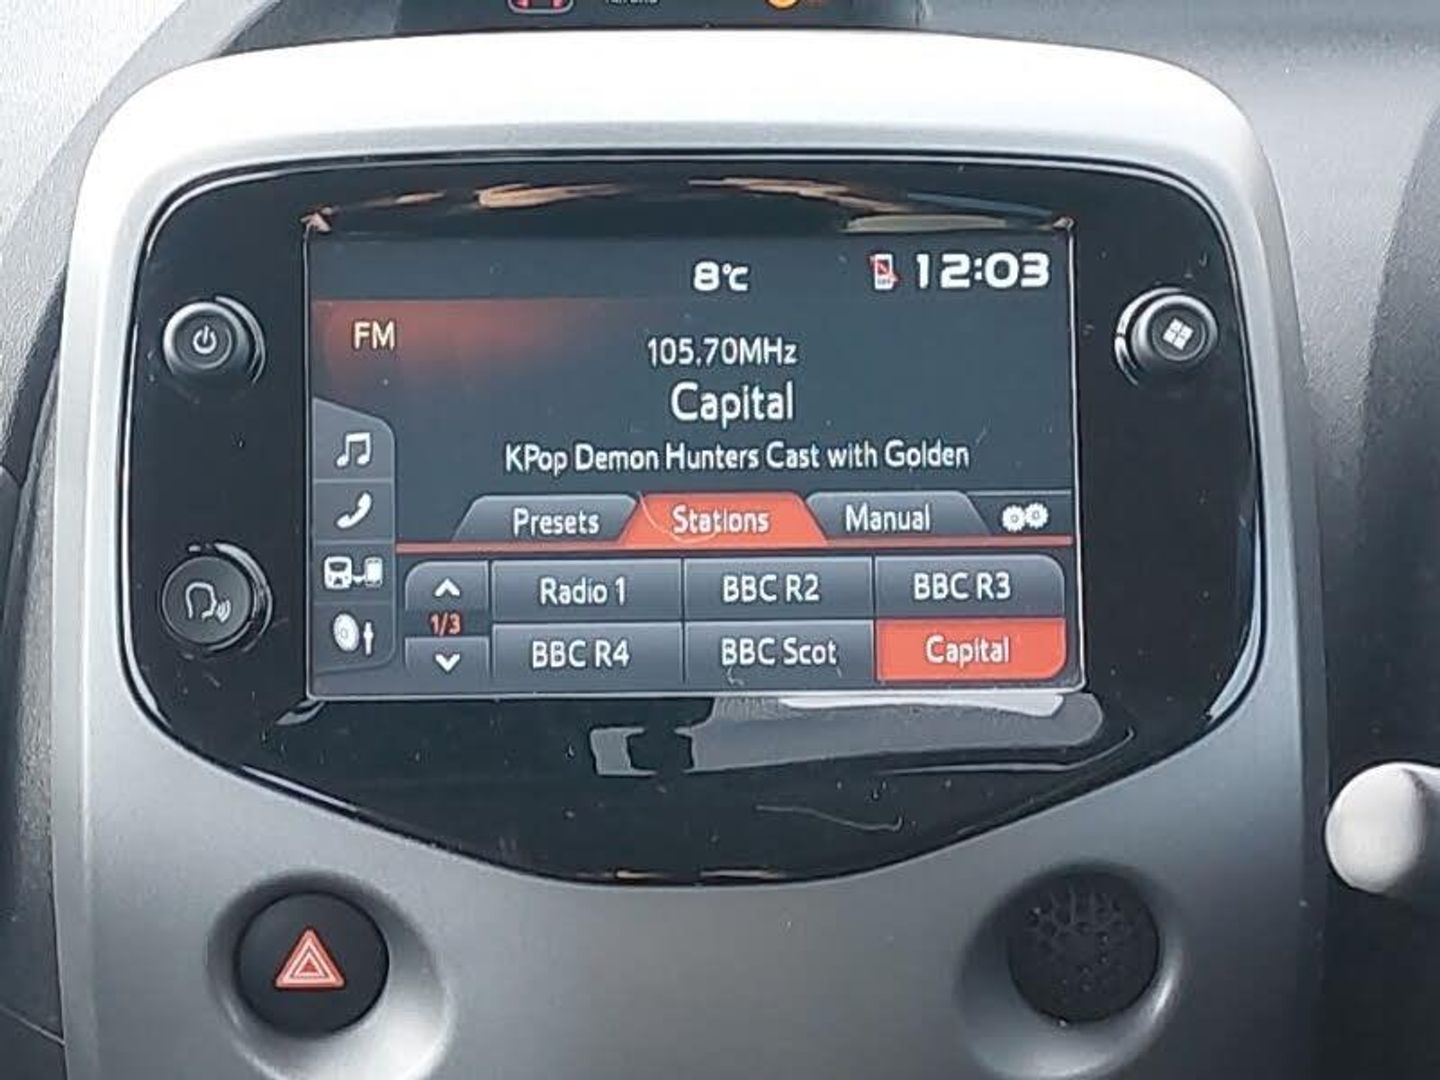 8°C 12:03
FM
105.70MHz
Capital
KPop Demon Hunters Cast with Golden
Presets Stations Manual
Radio 1 BBC R2 BBC R3
1/3
BBC R4 BBC Scot Capital